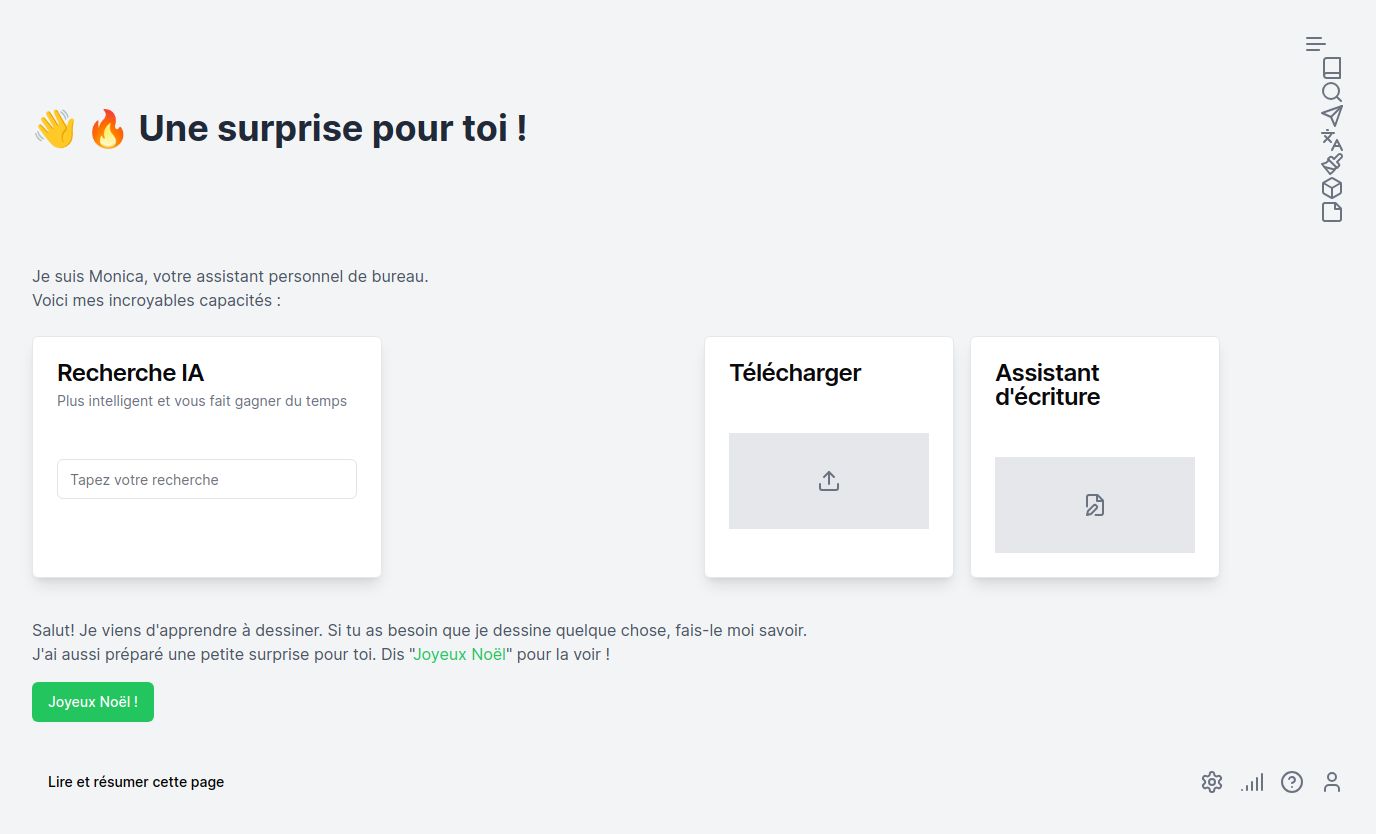 👋 🔥 Une surprise pour toi !
Je suis Monica, votre assistant personnel de bureau.
Voici mes incroyables capacités :
Recherche IA
Plus intelligent et vous fait gagner du temps
Tapez votre recherche
Télécharger
Assistant
d'écriture
Salut! Je viens d'apprendre à dessiner. Si tu as besoin que je dessine quelque chose, fais-le moi savoir.
J'ai aussi préparé une petite surprise pour toi. Dis "Joyeux Noël" pour la voir !
Joyeux Noël !
Lire et résumer cette page